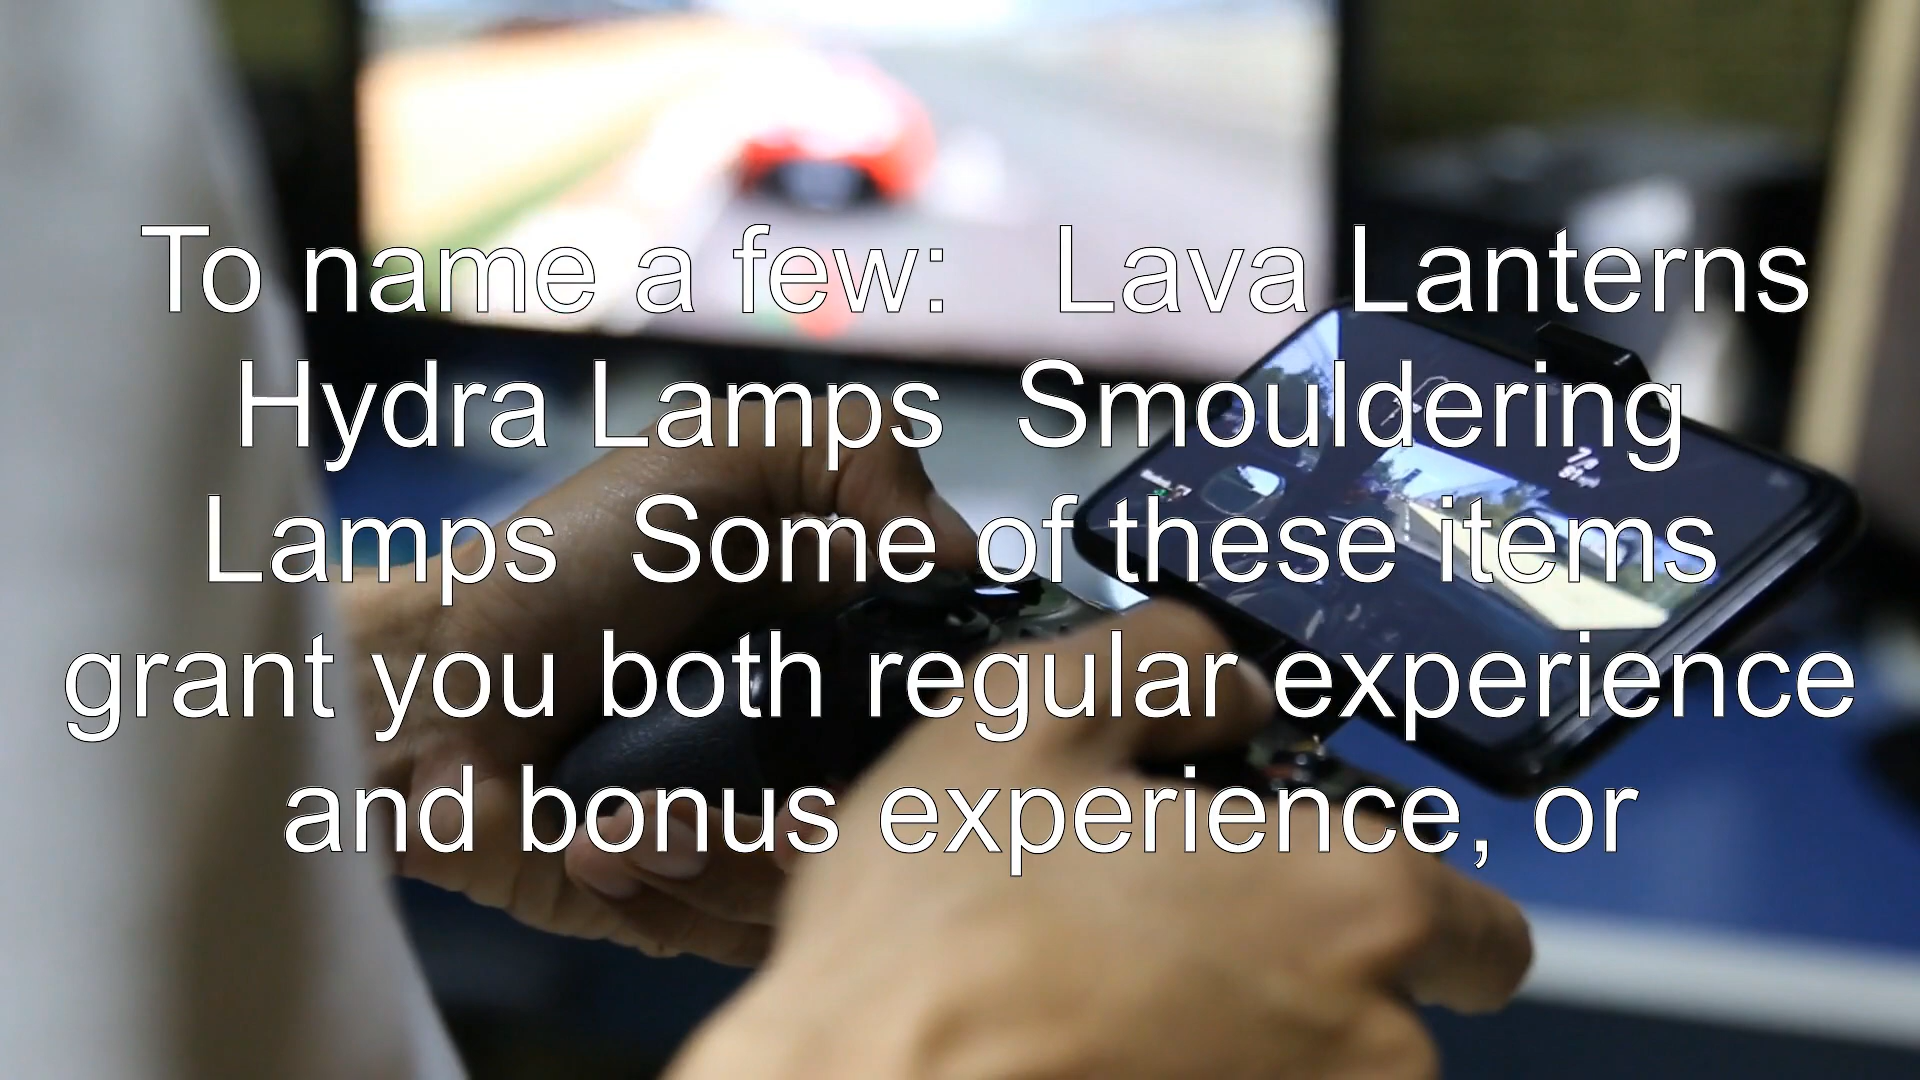 To name a few:   Lava Lanterns
Hydra Lamps  Smouldering
Lamps  Some of these items
grant you both regular experience
and bonus experience, or